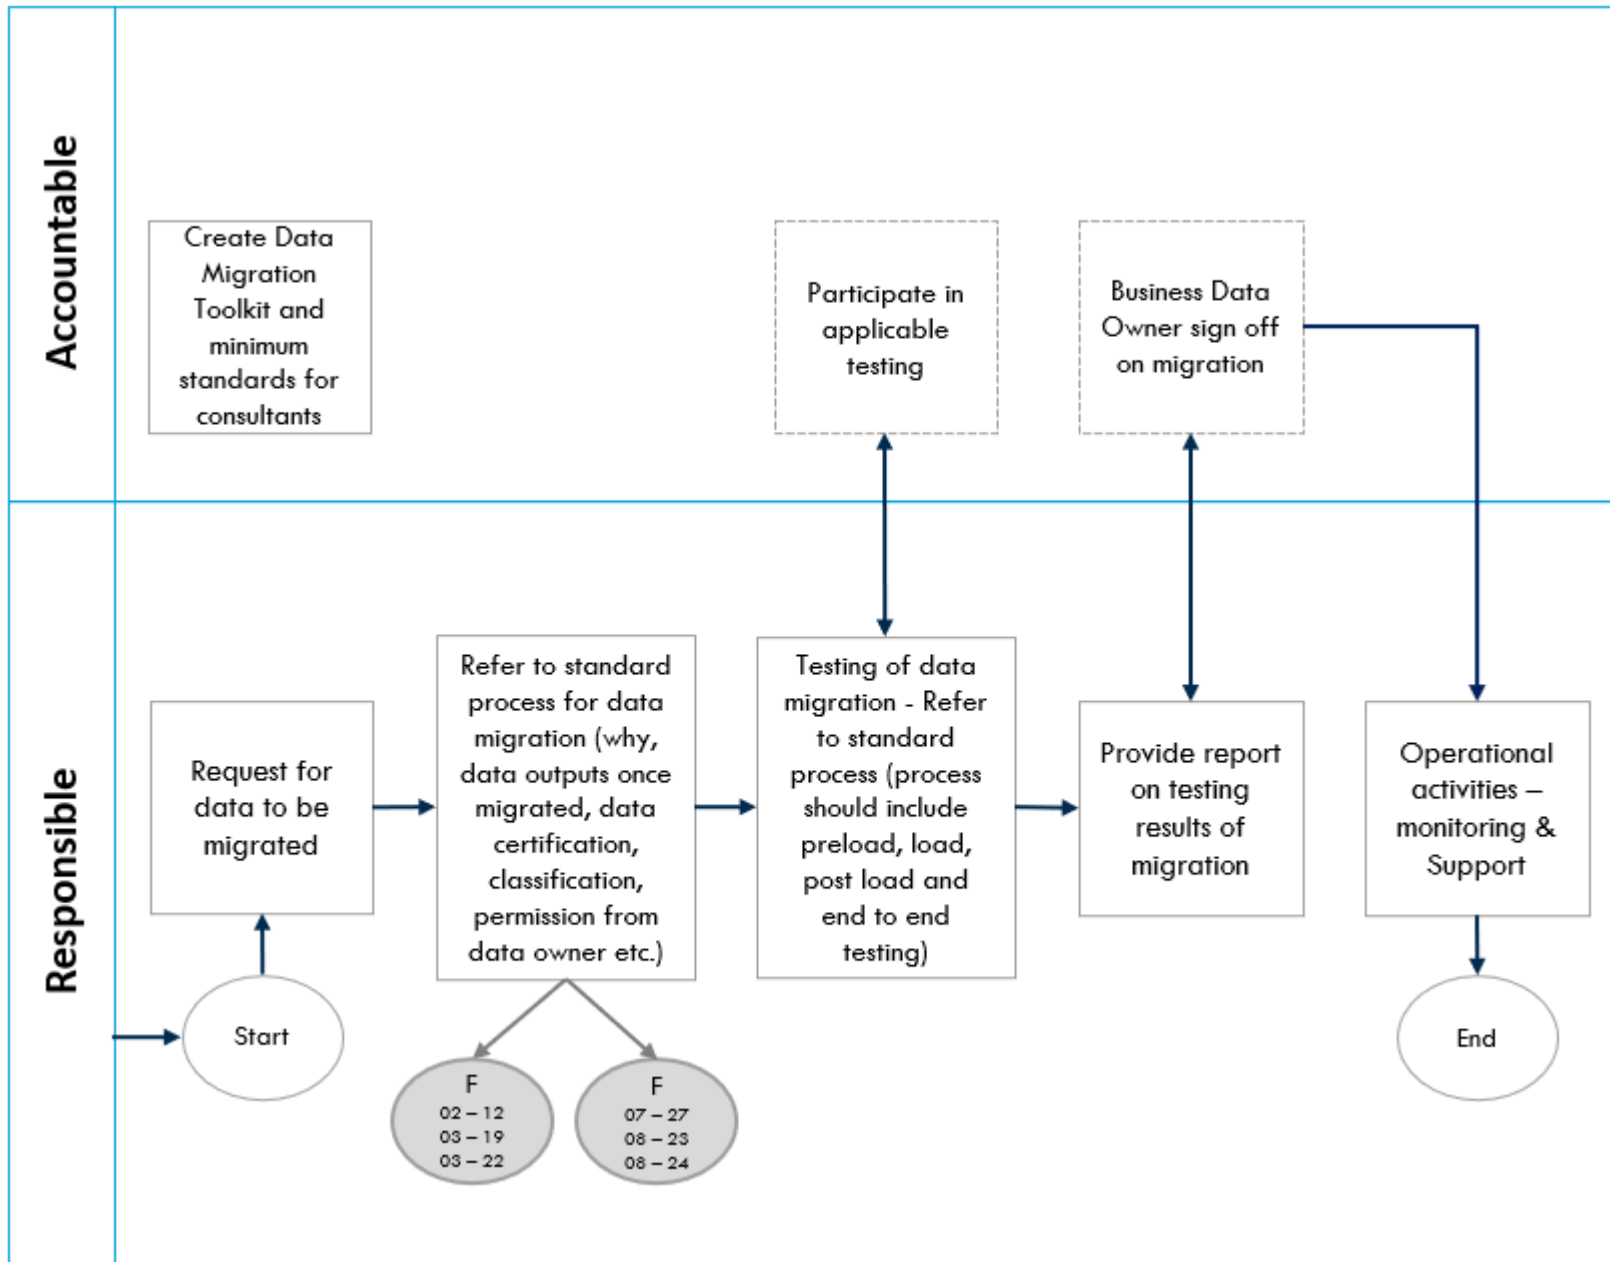 Accountable
Create Data
Migration
Toolkit and
minimum
standards for
consultants
Participate in
applicable
testing
Business Data
Owner sign off
on migration
Responsible
Request for
data to be
migrated
Refer to standard
process for data
migration (why,
data outputs once
migrated, data
certification,
classification,
permission from
data owner etc.)
Testing of data
migration - Refer
to standard
process (process
should include
preload, load,
post load and
end to end
testing)
Provide report
on testing
results of
migration
Operational
activities –
monitoring &
Support
Start
F
02 – 12
03 – 19
03 – 22
F
07 – 27
08 – 23
08 – 24
End